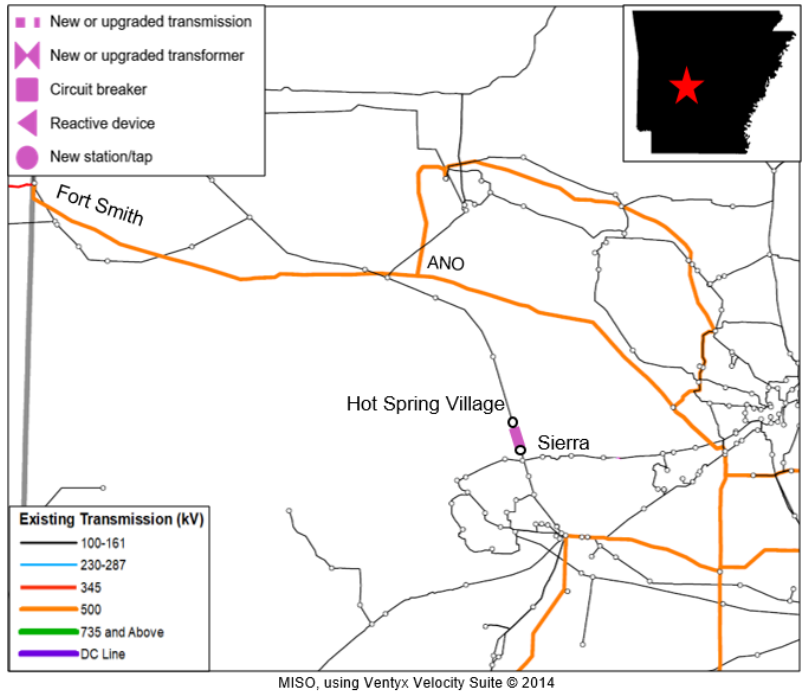 New or upgraded transmission
New or upgraded transformer
Circuit breaker
Reactive device
New station/tap
Fort Smith
ANO
Hot Spring Village
Sierra
Existing Transmission (kV)
100-161
230-287
345
500
735 and Above
DC Line
MISO, using Ventyx Velocity Suite © 2014